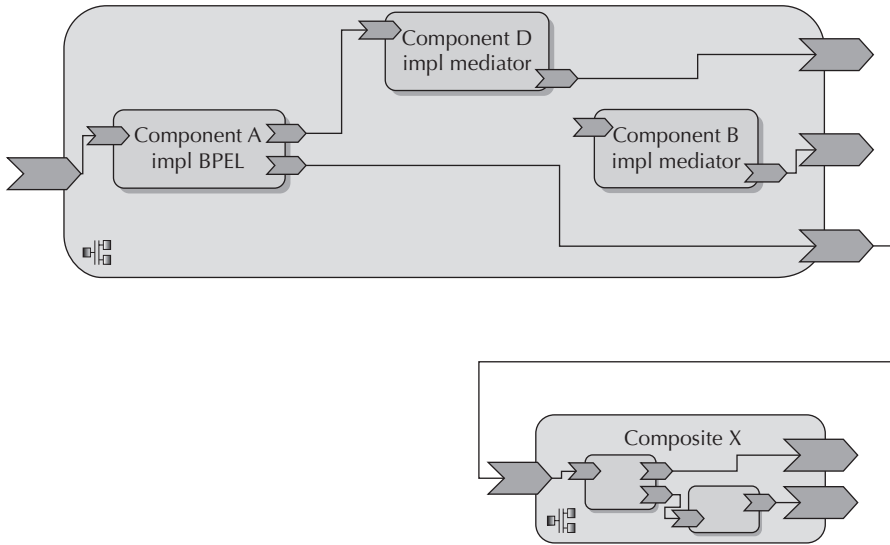 Component D
impl mediator
Component A
impl BPEL
Component B
impl mediator
Composite X